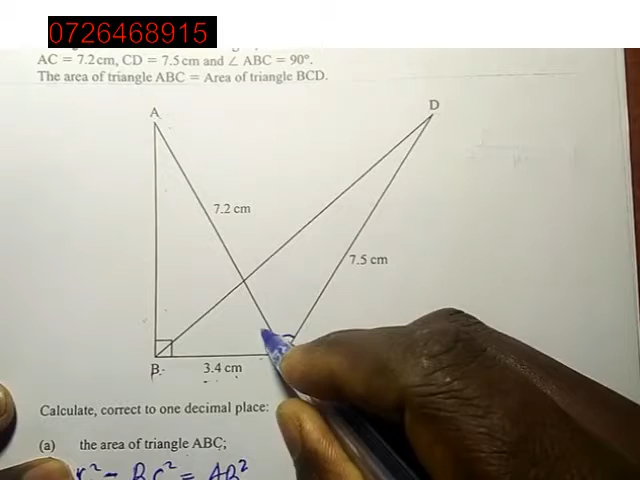 0726468915
AC = 7.2 cm, CD = 7.5 cm and ∠ ABC = 90°.
The area of triangle ABC = Area of triangle BCD.
A
D
7.2 cm
7.5 cm
B
3.4 cm
Calculate, correct to one decimal place:
(a) the area of triangle ABC;
BC² = AB²